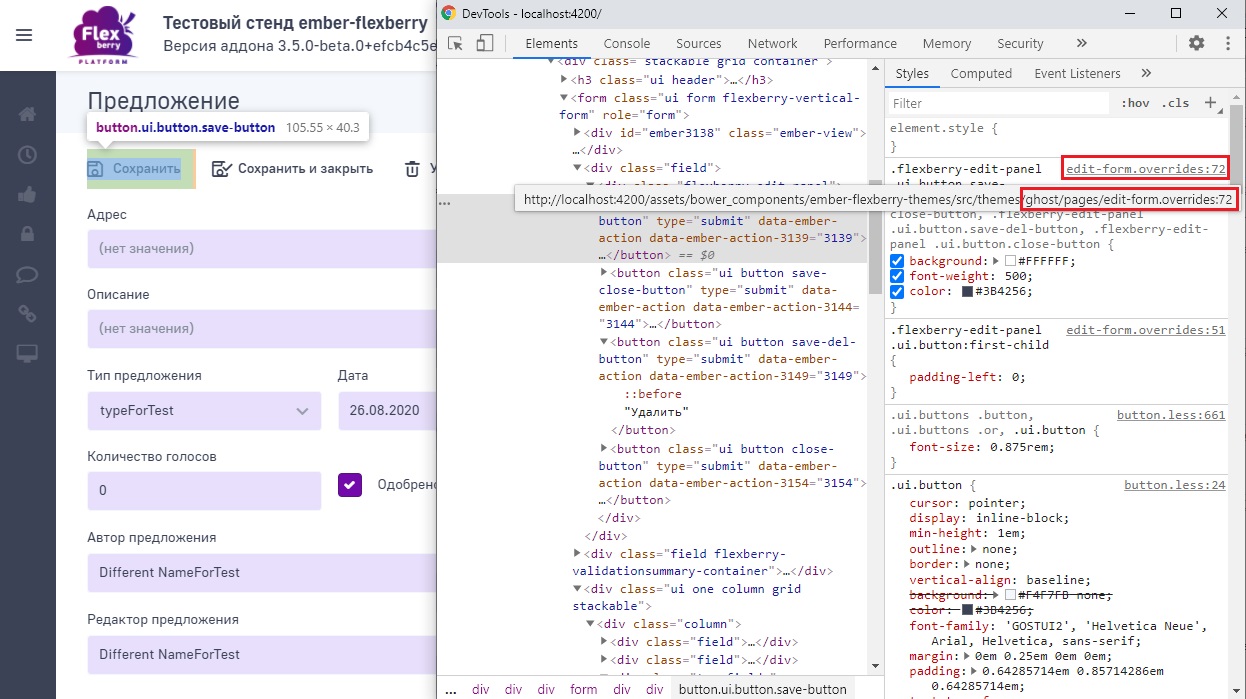 Flex
berry
PLATFORM
Тестовый стенд ember-flexberry
Версия аддона 3.5.0-beta.0+efcb4c5e
Предложение
button.ui.button.save-button 105.55 × 40.3
Сохранить
Сохранить и закрыть
У
Адрес
(нет значения)
Описание
(нет значения)
Тип предложения
Дата
typeForTest
26.08.2020
Количество голосов
0
Одобрено
Автор предложения
Different NameForTest
Редактор предложения
Different NameForTest
DevTools - localhost:4200/
Elements Console Sources Network Performance Memory Security »
<div class="stackable grid container">
<h3 class="ui header">…</h3>
<form class="ui form flexberry-vertical-
form" role="form">
<div id="ember3138" class="ember-view">
…</div>
<div class="field">
http://localhost:4200/assets/bower_components/ember-flexberry-themes/src/themes/ghost/pages/edit-form.overrides:72
...
button" type="submit" data-ember-
action data-ember-action-3139="3139">
…</button> == $0
<button class="ui button save-
close-button" type="submit" data-
ember-action data-ember-action-3144=
"3144">…</button>
<button class="ui button save-del-
button" type="submit" data-ember-
action data-ember-action-3149="3149">
::before
"Удалить"
</button>
<button class="ui button close-
button" type="submit" data-ember-
action data-ember-action-3154="3154">
…</button>
</div>
</div>
<div class="field flexberry-
validationsummary-container">…</div>
<div class="ui one column grid
stackable">
<div class="column">
<div class="field">…</div>
<div class="field">…</div>
... div div div form div div button.ui.button.save-button
Styles Computed Event Listeners »
Filter :hov .cls +
element.style {
}
.flexberry-edit-panel edit-form.overrides:72
.ui.button.save-
close-button, .flexberry-edit-panel
.ui.button.save-del-button, .flexberry-edit-
panel .ui.button.close-button {
background: #FFFFFF;
font-weight: 500;
color: #3B4256;
}
.flexberry-edit-panel edit-form.overrides:51
.ui.button:first-child
{
padding-left: 0;
}
.ui.buttons .button, button.less:661
.ui.buttons .or, .ui.button {
font-size: 0.875rem;
}
.ui.button { button.less:24
cursor: pointer;
display: inline-block;
min-height: 1em;
outline: none;
border: none;
vertical-align: baseline;
background: #F4F7FB none;
color: #3B4256;
font-family: 'GOSTUI2', 'Helvetica Neue',
Arial, Helvetica, sans-serif;
margin: 0em 0.25em 0em 0em;
padding: 0.64285714em 0.85714286em
0.64285714em;